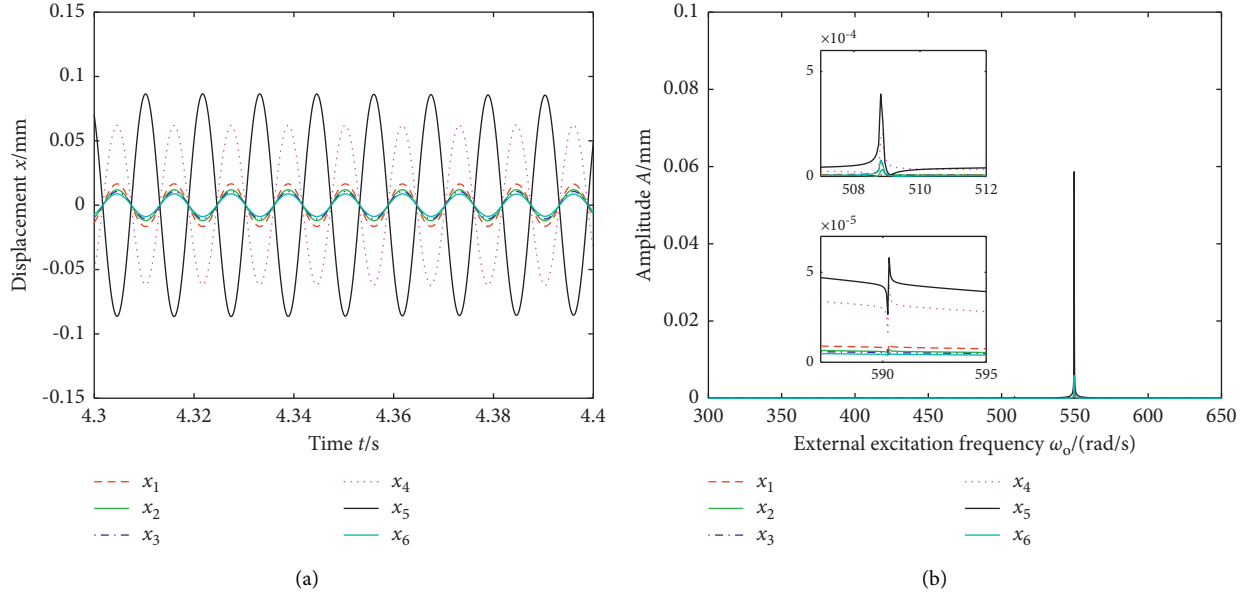 0.15
0.1
0.05
0
-0.05
-0.1
-0.15
Displacement x/mm
4.3 4.32 4.34 4.36 4.38 4.4
Time t/s
x1 x4
x2 x5
x3 x6
(a)
0.1
0.08
0.06
0.04
0.02
0
Amplitude A/mm
×10-4
5
0
508 510 512
×10-5
5
0
590 595
300 350 400 450 500 550 600 650
External excitation frequency ωo/(rad/s)
x1 x4
x2 x5
x3 x6
(b)